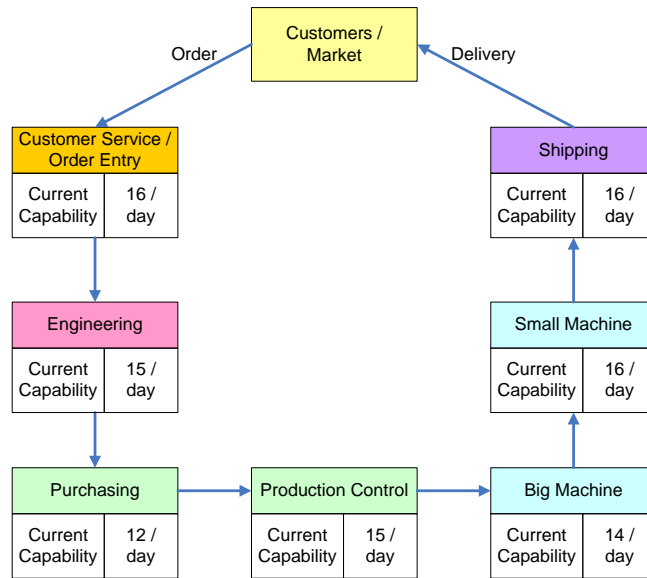 Customers /
Market
Order
Delivery
Customer Service /
Order Entry
Current
Capability
16 /
day
Shipping
Current
Capability
16 /
day
Engineering
Current
Capability
15 /
day
Small Machine
Current
Capability
16 /
day
Purchasing
Current
Capability
12 /
day
Production Control
Current
Capability
15 /
day
Big Machine
Current
Capability
14 /
day